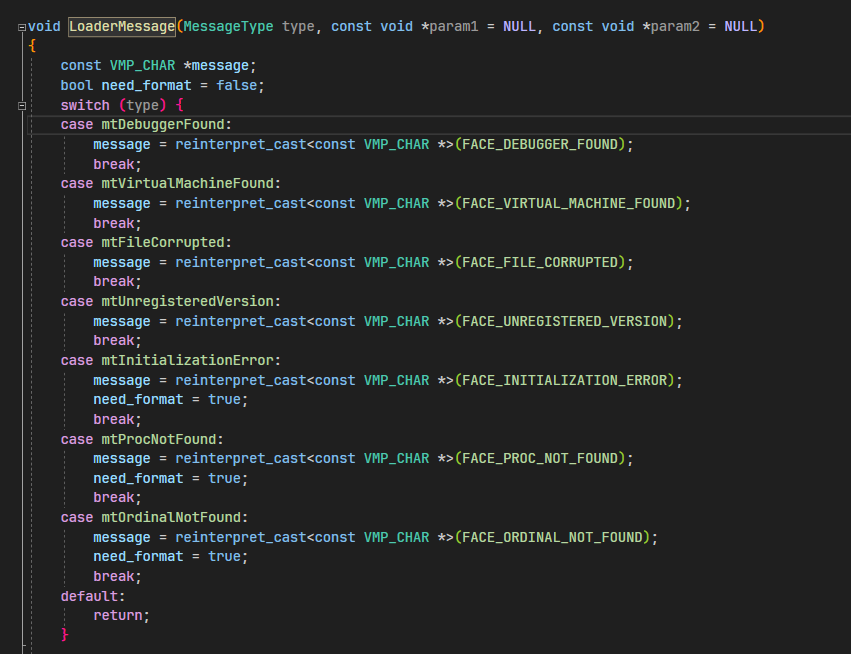 void LoaderMessage(MessageType type, const void *param1 = NULL, const void *param2 = NULL)
{
    const VMP_CHAR *message;
    bool need_format = false;
    switch (type) {
    case mtDebuggerFound:
        message = reinterpret_cast<const VMP_CHAR *>(FACE_DEBUGGER_FOUND);
        break;
    case mtVirtualMachineFound:
        message = reinterpret_cast<const VMP_CHAR *>(FACE_VIRTUAL_MACHINE_FOUND);
        break;
    case mtFileCorrupted:
        message = reinterpret_cast<const VMP_CHAR *>(FACE_FILE_CORRUPTED);
        break;
    case mtUnregisteredVersion:
        message = reinterpret_cast<const VMP_CHAR *>(FACE_UNREGISTERED_VERSION);
        break;
    case mtInitializationError:
        message = reinterpret_cast<const VMP_CHAR *>(FACE_INITIALIZATION_ERROR);
        need_format = true;
        break;
    case mtProcNotFound:
        message = reinterpret_cast<const VMP_CHAR *>(FACE_PROC_NOT_FOUND);
        need_format = true;
        break;
    case mtOrdinalNotFound:
        message = reinterpret_cast<const VMP_CHAR *>(FACE_ORDINAL_NOT_FOUND);
        need_format = true;
        break;
    default:
        return;
    }